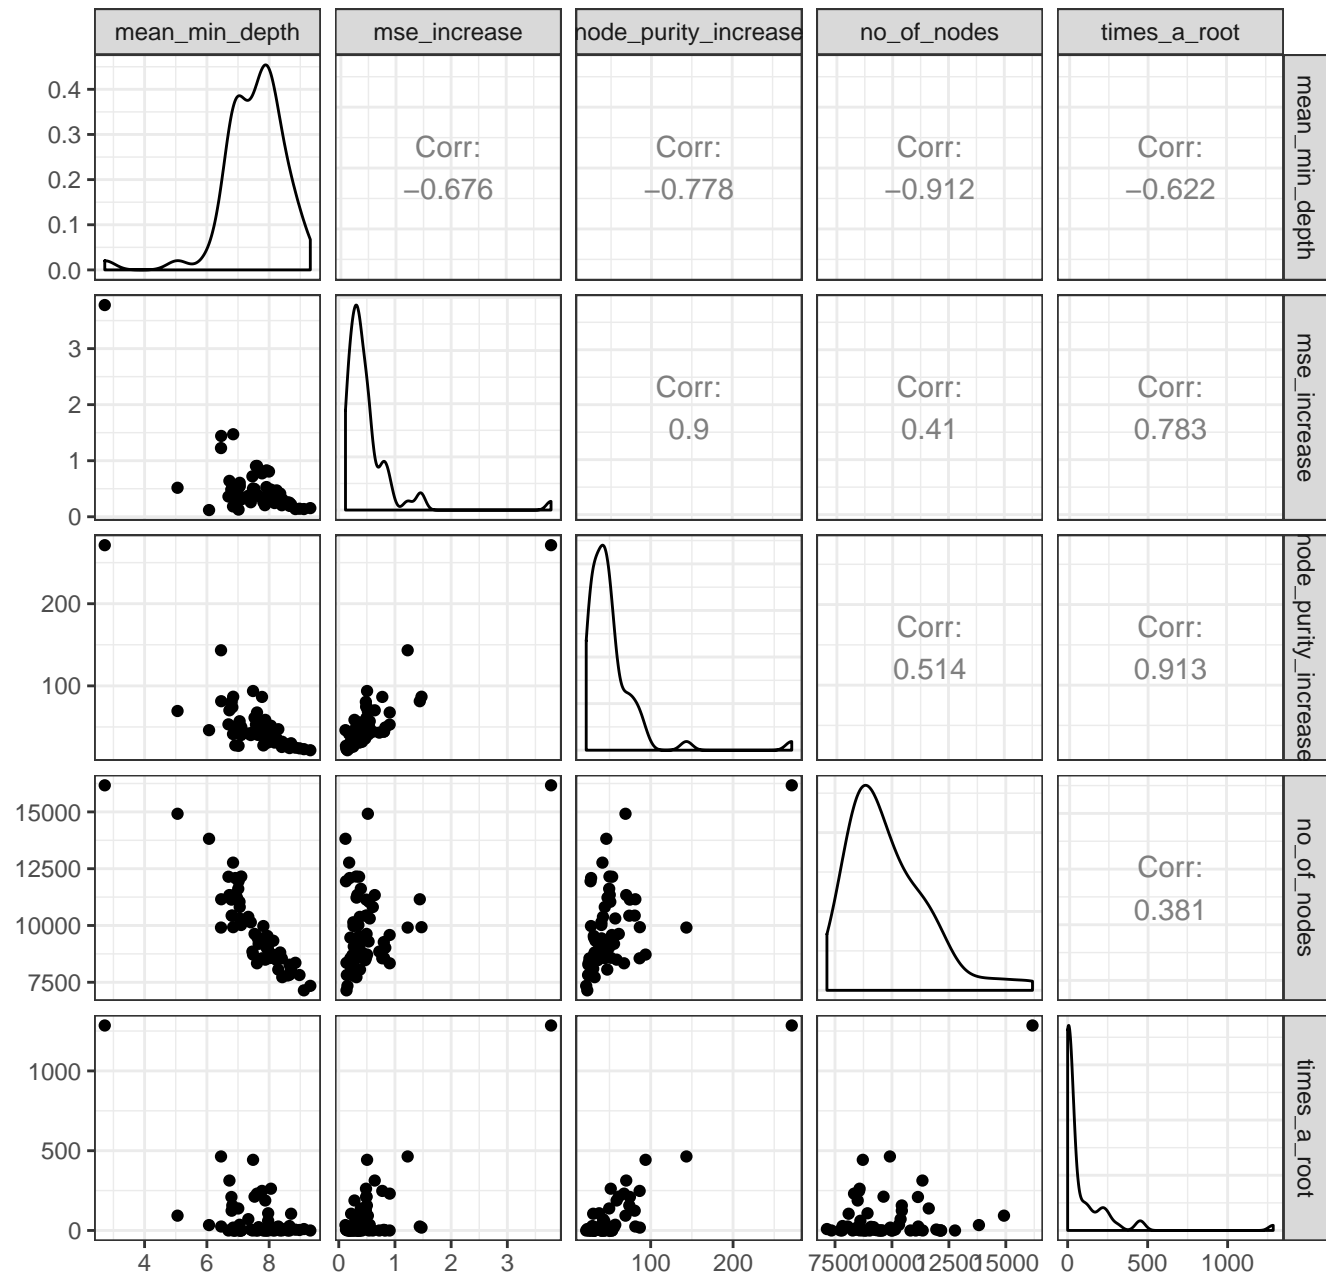 mean_min_depth
mse_increase
node_purity_increase
no_of_nodes
times_a_root
0.4
0.3
0.2
0.1
0.0
Corr:
−0.676
Corr:
−0.778
Corr:
−0.912
Corr:
−0.622
mean_min_depth
3
2
1
0
Corr:
0.9
Corr:
0.41
Corr:
0.783
mse_increase
200
100
Corr:
0.514
Corr:
0.913
node_purity_increase
15000
12500
10000
7500
Corr:
0.381
no_of_nodes
1000
500
0
times_a_root
4 6 8
0 1 2 3
100 200
7500 10000 12500 15000
0 500 1000